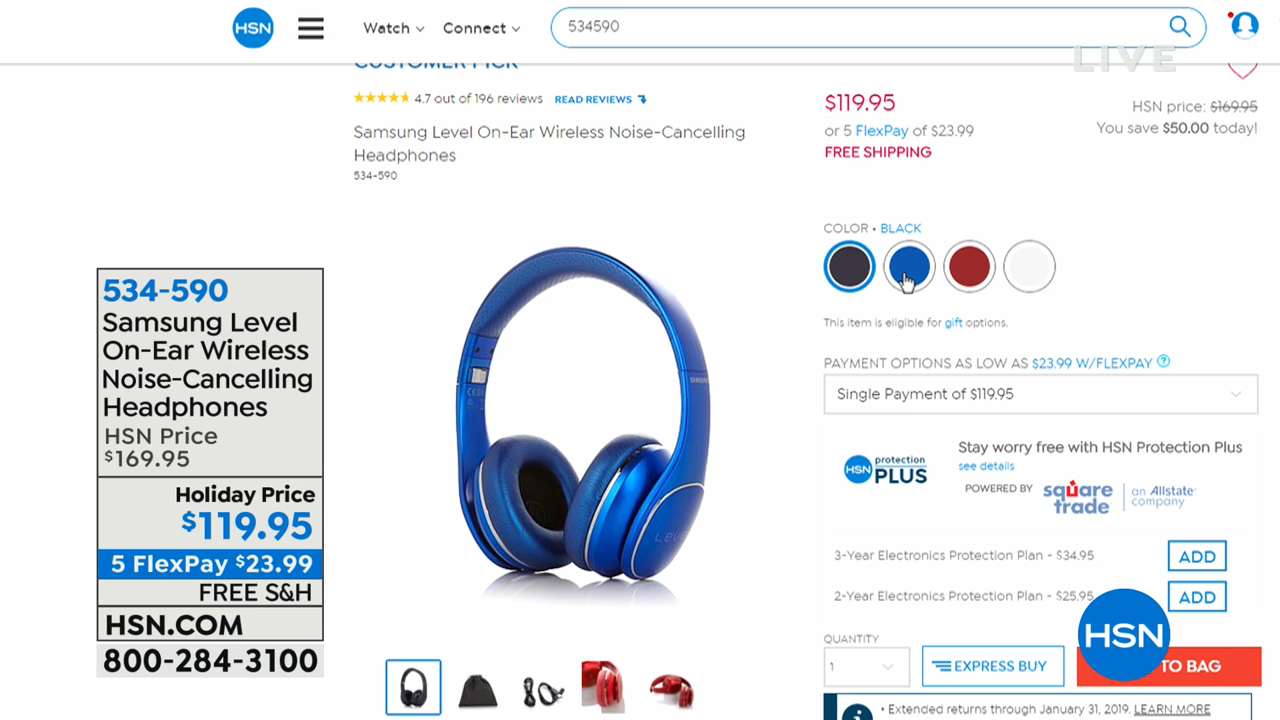 HSN
Watch
Connect
534590
LIVE
CUSTOMER PICK
4.7 out of 196 reviews
READ REVIEWS
Samsung Level On-Ear Wireless Noise-Cancelling
Headphones
534-590
$119.95
or 5 FlexPay of $23.99
FREE SHIPPING
HSN price: $169.95
You save $50.00 today!
COLOR • BLACK
This item is eligible for gift options.
PAYMENT OPTIONS AS LOW AS $23.99 W/FLEXPAY ?
Single Payment of $119.95
HSN protection PLUS
Stay worry free with HSN Protection Plus
see details
POWERED BY
square trade
an Allstate company
3-Year Electronics Protection Plan - $34.95
ADD
2-Year Electronics Protection Plan - $25.95
ADD
QUANTITY
1
EXPRESS BUY
TO BAG
HSN
• Extended returns through January 31, 2019. LEARN MORE
534-590
Samsung Level
On-Ear Wireless
Noise-Cancelling
Headphones
HSN Price
$169.95
Holiday Price
$119.95
5 FlexPay $23.99
FREE S&H
HSN.COM
800-284-3100
SAMSUNG